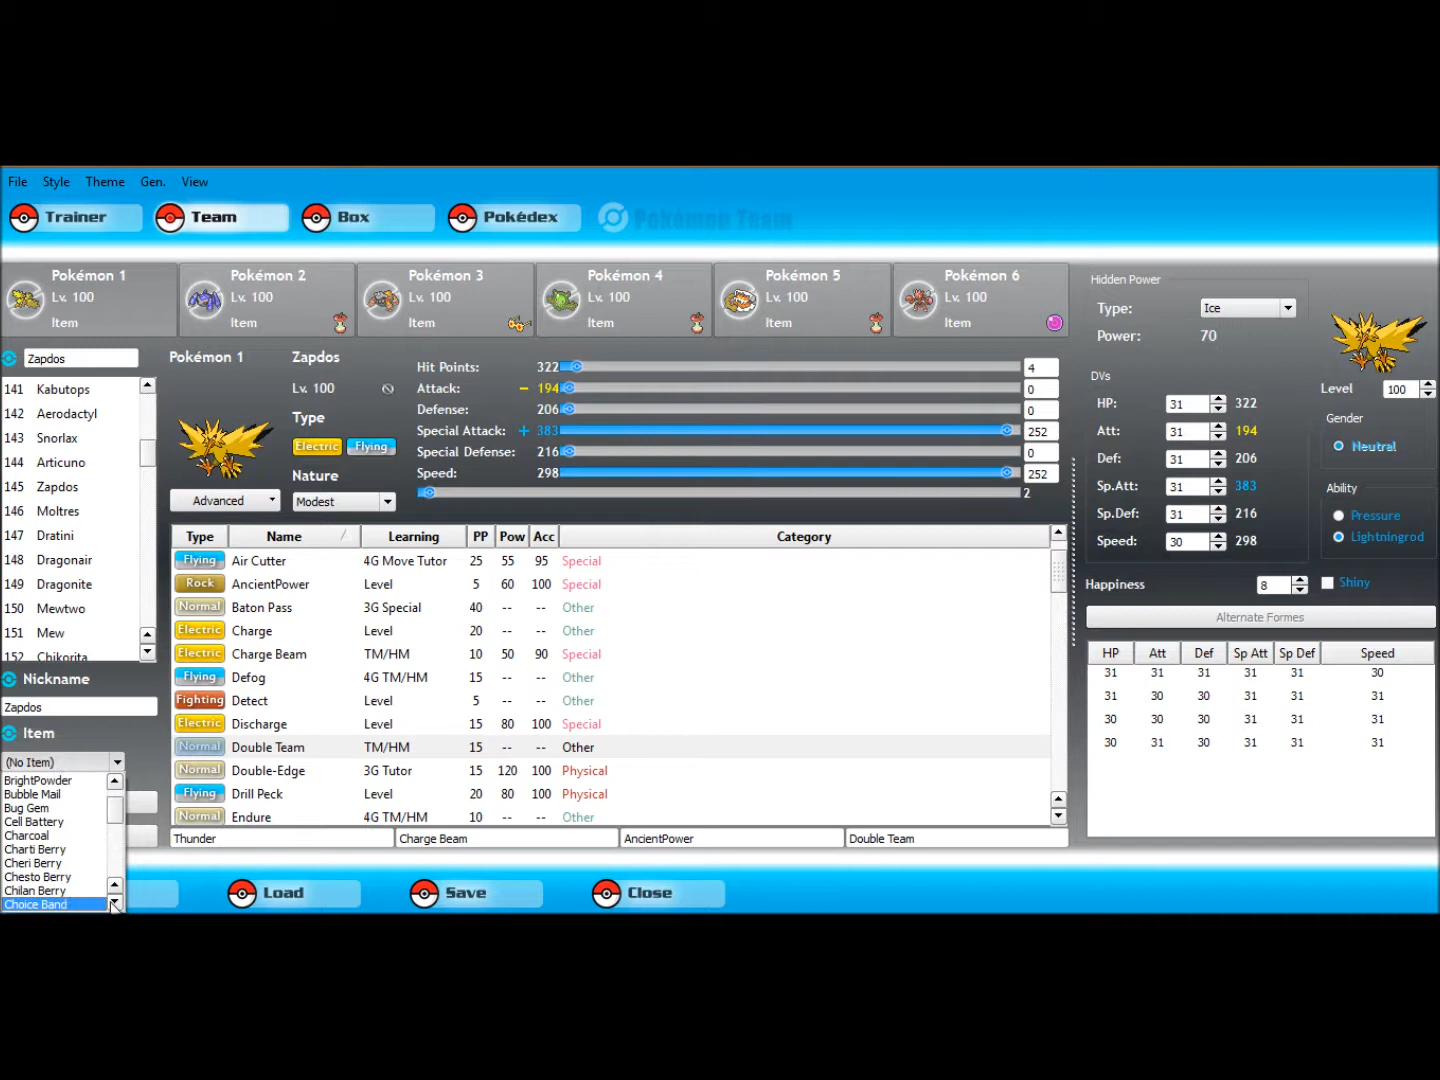 File Style Theme Gen. View
Trainer Team Box Pokédex Pokémon Team
Pokémon 1 Pokémon 2 Pokémon 3 Pokémon 4 Pokémon 5 Pokémon 6
Lv. 100 Lv. 100 Lv. 100 Lv. 100 Lv. 100 Lv. 100
Item Item Item Item Item Item
Zapdos
141 Kabutops
142 Aerodactyl
143 Snorlax
144 Articuno
145 Zapdos
146 Moltres
147 Dratini
148 Dragonair
149 Dragonite
150 Mewtwo
151 Mew
152 Chikorita
Nickname
Zapdos
Item
(No Item)
BrightPowder
Bubble Mail
Bug Gem
Cell Battery
Charcoal
Charti Berry
Cheri Berry
Chesto Berry
Chilan Berry
Choice Band
Pokémon 1 Zapdos
Lv. 100
Type
Electric Flying
Nature
Advanced Modest
Hit Points: 322 4
Attack: − 194 0
Defense: 206 0
Special Attack: + 383 252
Special Defense: 216 0
Speed: 298 252
2
Type Name Learning PP Pow Acc Category
Flying Air Cutter 4G Move Tutor 25 55 95 Special
Rock AncientPower Level 5 60 100 Special
Normal Baton Pass 3G Special 40 -- -- Other
Electric Charge Level 20 -- -- Other
Electric Charge Beam TM/HM 10 50 90 Special
Flying Defog 4G TM/HM 15 -- -- Other
Fighting Detect Level 5 -- -- Other
Electric Discharge Level 15 80 100 Special
Normal Double Team TM/HM 15 -- -- Other
Normal Double-Edge 3G Tutor 15 120 100 Physical
Flying Drill Peck Level 20 80 100 Physical
Normal Endure 4G TM/HM 10 -- -- Other
Thunder Charge Beam AncientPower Double Team
Load Save Close
Hidden Power
Type: Ice
Power: 70
DVs
HP: 31 322
Att: 31 194
Def: 31 206
Sp.Att: 31 383
Sp.Def: 31 216
Speed: 30 298
Level 100
Gender
Neutral
Ability
Pressure
Lightningrod
Happiness 8 Shiny
Alternate Formes
HP Att Def Sp Att Sp Def Speed
31 31 31 31 31 30
31 30 30 31 31 31
30 30 30 31 31 31
30 31 30 31 31 31